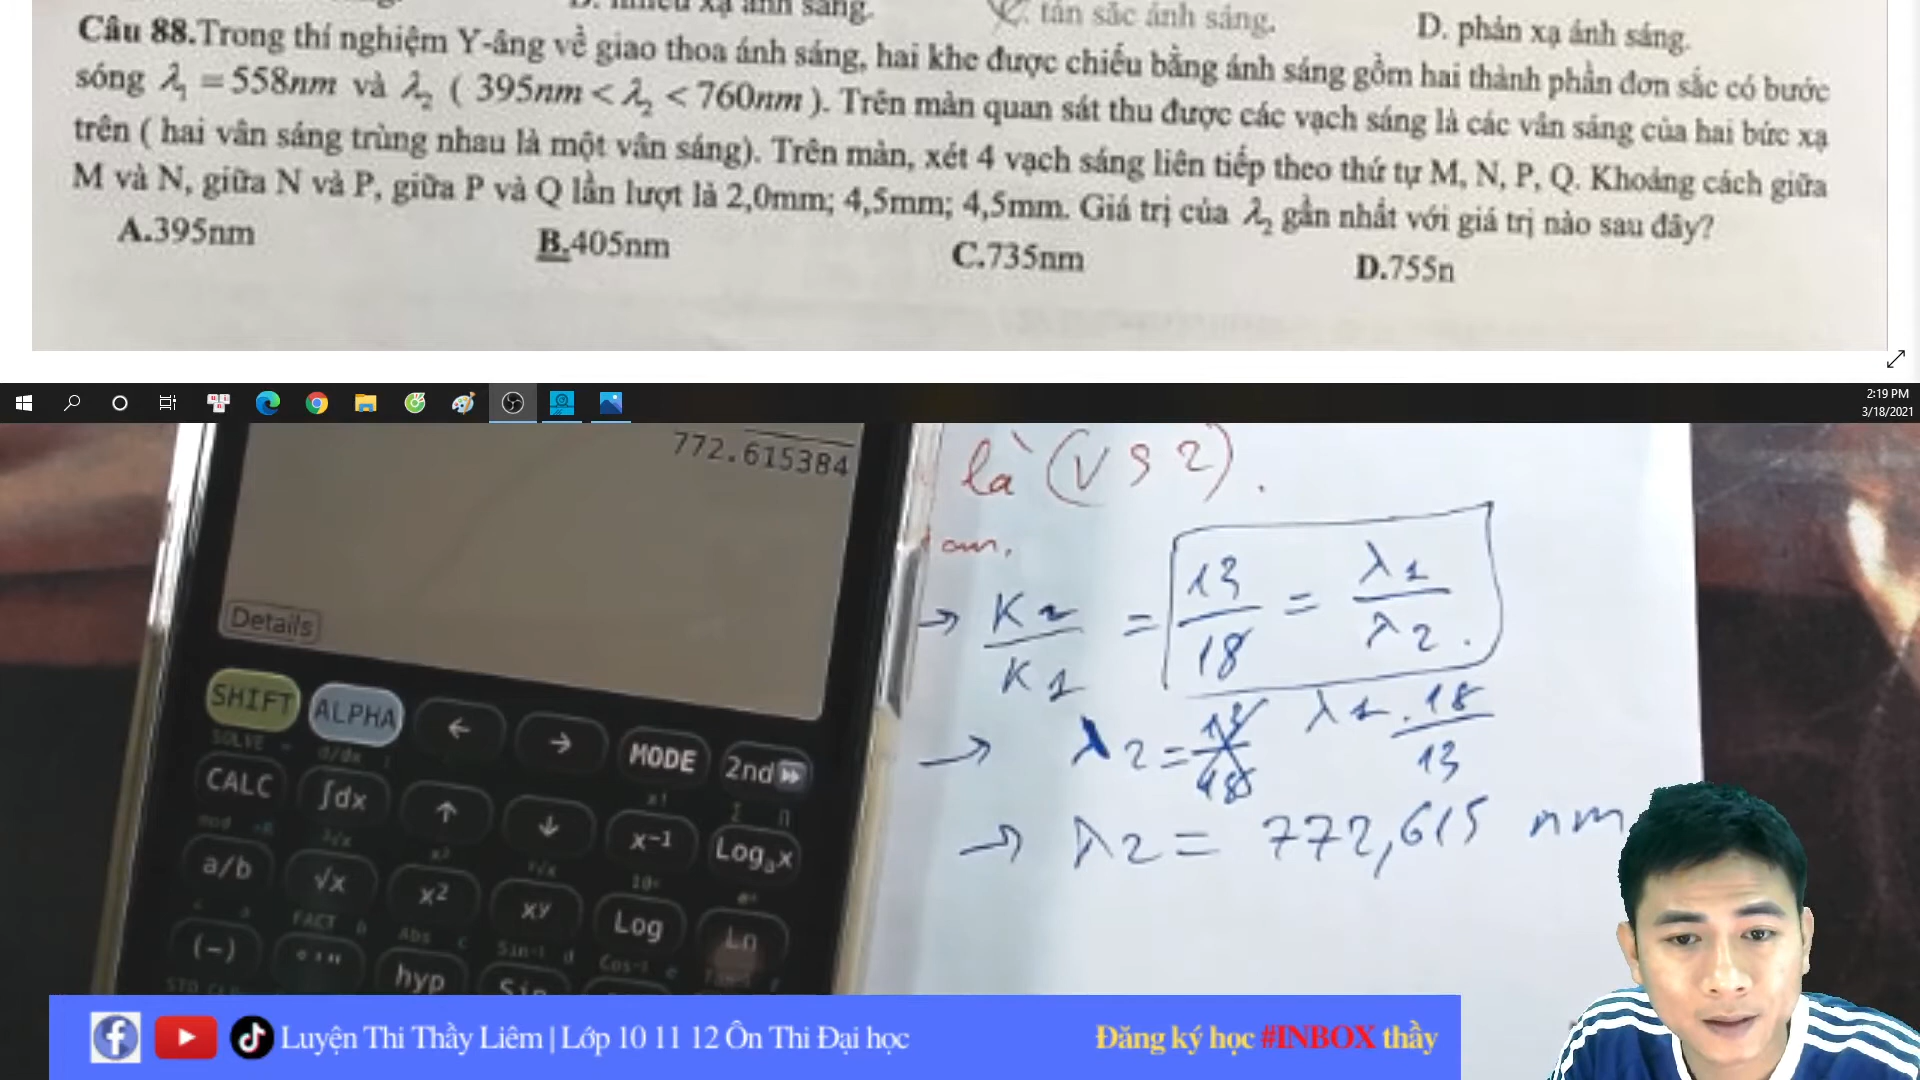 tán sắc ánh sáng.
D. phản xạ ánh sáng.
Câu 88.Trong thí nghiệm Y-âng về giao thoa ánh sáng, hai khe được chiếu bằng ánh sáng gồm hai thành phần đơn sắc có bước
sóng λ₁ = 558nm và λ₂ ( 395nm < λ₂ < 760nm ). Trên màn quan sát thu được các vạch sáng là các vân sáng của hai bức xạ
trên ( hai vân sáng trùng nhau là một vân sáng). Trên màn, xét 4 vạch sáng liên tiếp theo thứ tự M, N, P, Q. Khoảng cách giữa
M và N, giữa N và P, giữa P và Q lần lượt là 2,0mm; 4,5mm; 4,5mm. Giá trị của λ₂ gần nhất với giá trị nào sau đây?
A.395nm B.405nm C.735nm D.755n
2:19 PM
3/18/2021
772.615384
Details
SHIFT ALPHA ← → MODE 2nd
CALC ∫dx ↑ ↓ x⁻¹ Logₐx
a/b √x x² xʸ Log Ln
(-) hyp Sin
là (VS2).
→ K2/K1 = 13/18 = λ1/λ2.
→ λ2 = λ1.18/13
→ λ2 = 772,615 nm
Luyện Thi Thầy Liêm | Lớp 10 11 12 Ôn Thi Đại học
Đăng ký học #INBOX thầy